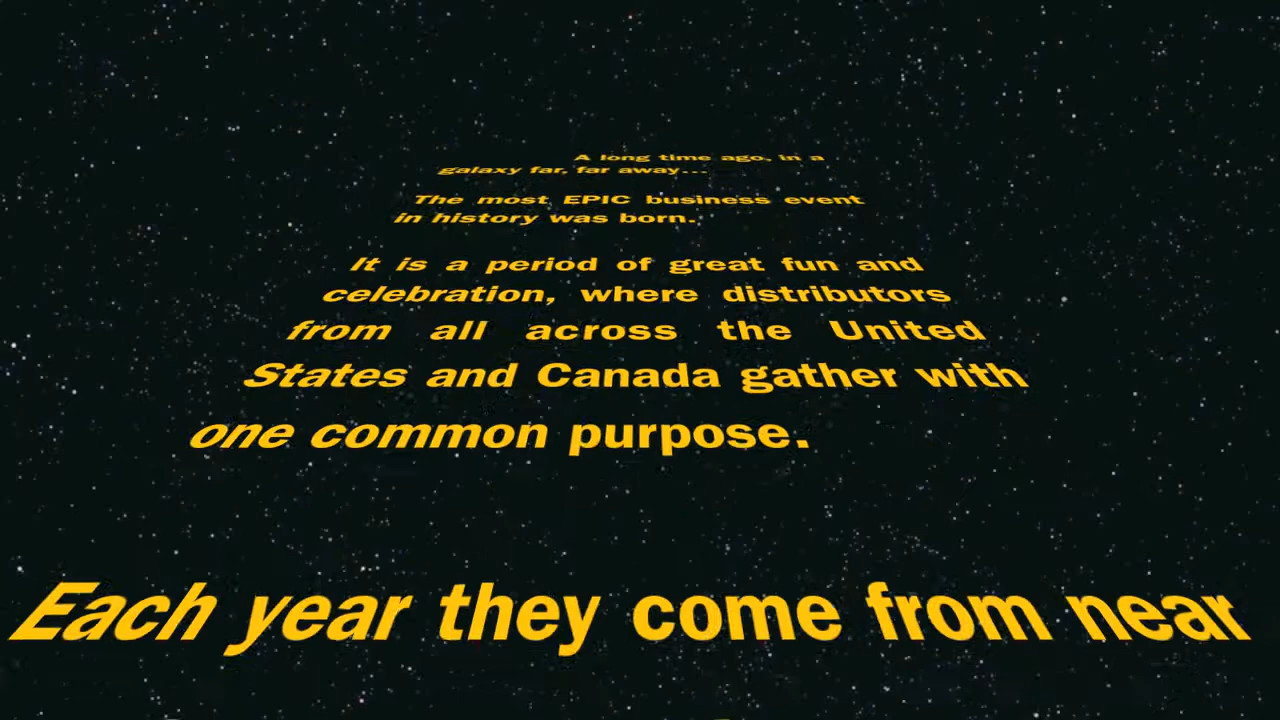 A long time ago, in a
galaxy far, far away...
The most EPIC business event
in history was born.
It is a period of great fun and
celebration, where distributors
from all across the United
States and Canada gather with
one common purpose.
Each year they come from near